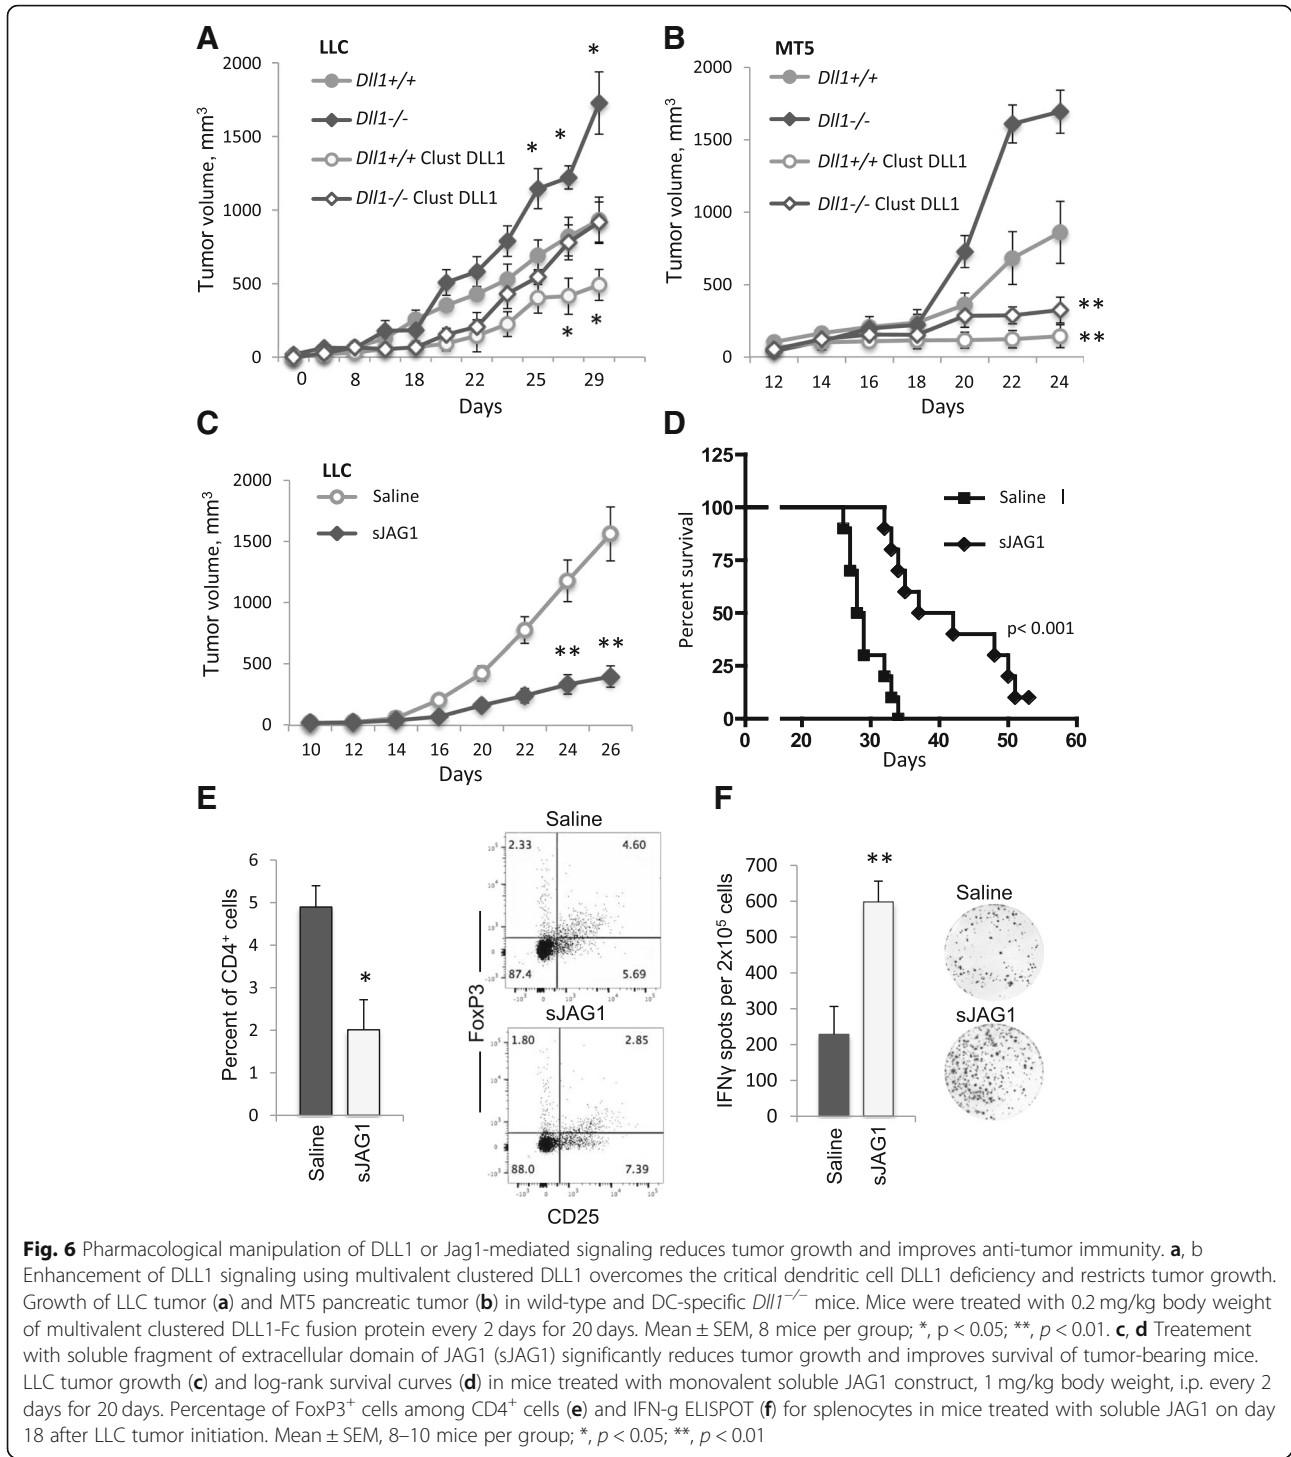 A
LLC
Dll1+/+
Dll1-/-
Dll1+/+ Clust DLL1
Dll1-/- Clust DLL1
*
*
*
*
*
Tumor volume, mm³
2000
1500
1000
500
0
0 8 18 22 25 29
Days
B
MT5
Dll1+/+
Dll1-/-
Dll1+/+ Clust DLL1
Dll1-/- Clust DLL1
**
**
Tumor volume, mm³
2000
1500
1000
500
0
12 14 16 18 20 22 24
Days
C
LLC
Saline
sJAG1
** **
Tumor volume, mm³
2000
1500
1000
500
0
10 12 14 16 20 22 24 26
Days
D
Saline
sJAG1
p< 0.001
Percent survival
125
100
75
50
25
0
0 20 30 40 50 60
Days
E
Percent of CD4⁺ cells
6
5
4
3
2
1
0
*
Saline
sJAG1
Saline
2.33 4.60
87.4 5.69
sJAG1
1.80 2.85
88.0 7.39
FoxP3
CD25
F
IFNγ spots per 2x10⁵ cells
700
600
500
400
300
200
100
0
**
Saline
sJAG1
Saline
sJAG1
Fig. 6 Pharmacological manipulation of DLL1 or Jag1-mediated signaling reduces tumor growth and improves anti-tumor immunity. a, b
Enhancement of DLL1 signaling using multivalent clustered DLL1 overcomes the critical dendritic cell DLL1 deficiency and restricts tumor growth.
Growth of LLC tumor (a) and MT5 pancreatic tumor (b) in wild-type and DC-specific Dll1⁻/⁻ mice. Mice were treated with 0.2 mg/kg body weight
of multivalent clustered DLL1-Fc fusion protein every 2 days for 20 days. Mean ± SEM, 8 mice per group; *, p < 0.05; **, p < 0.01. c, d Treatement
with soluble fragment of extracellular domain of JAG1 (sJAG1) significantly reduces tumor growth and improves survival of tumor-bearing mice.
LLC tumor growth (c) and log-rank survival curves (d) in mice treated with monovalent soluble JAG1 construct, 1 mg/kg body weight, i.p. every 2
days for 20 days. Percentage of FoxP3⁺ cells among CD4⁺ cells (e) and IFN-g ELISPOT (f) for splenocytes in mice treated with soluble JAG1 on day
18 after LLC tumor initiation. Mean ± SEM, 8–10 mice per group; *, p < 0.05; **, p < 0.01